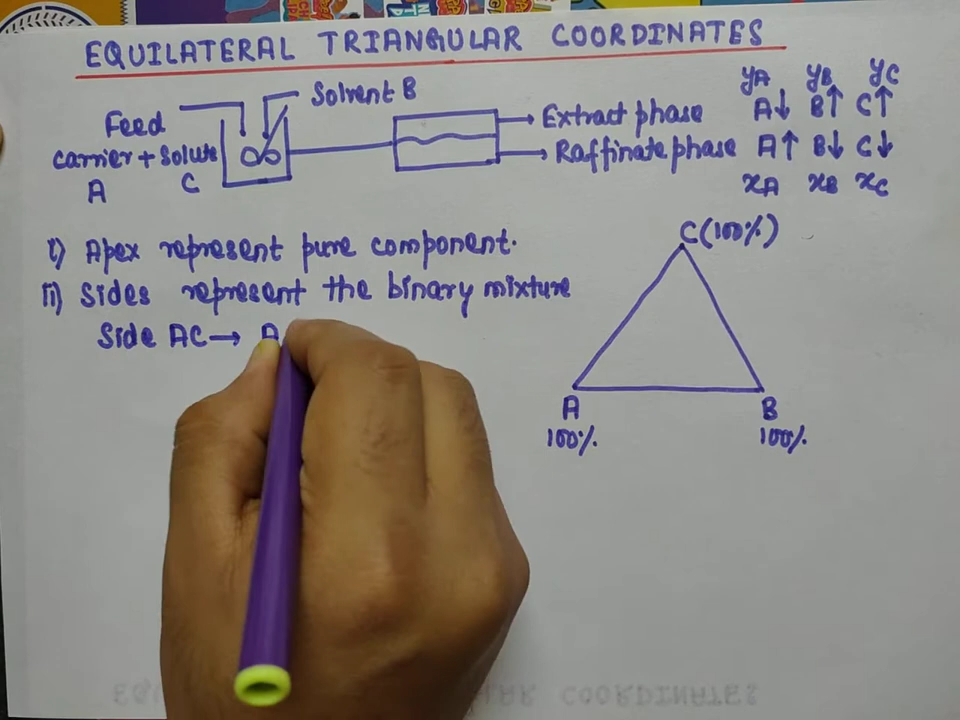 EQUILATERAL TRIANGULAR COORDINATES
Solvent B
Feed
Carrier + Solute
A C
Extract phase
Raffinate phase
yA yB yC
A↓ B↑ C↑
A↑ B↓ C↓
xA xB xC
i) Apex represent pure component.
ii) Sides represent the binary mixture
Side AC → A
C (100%)
A
100%
B
100%